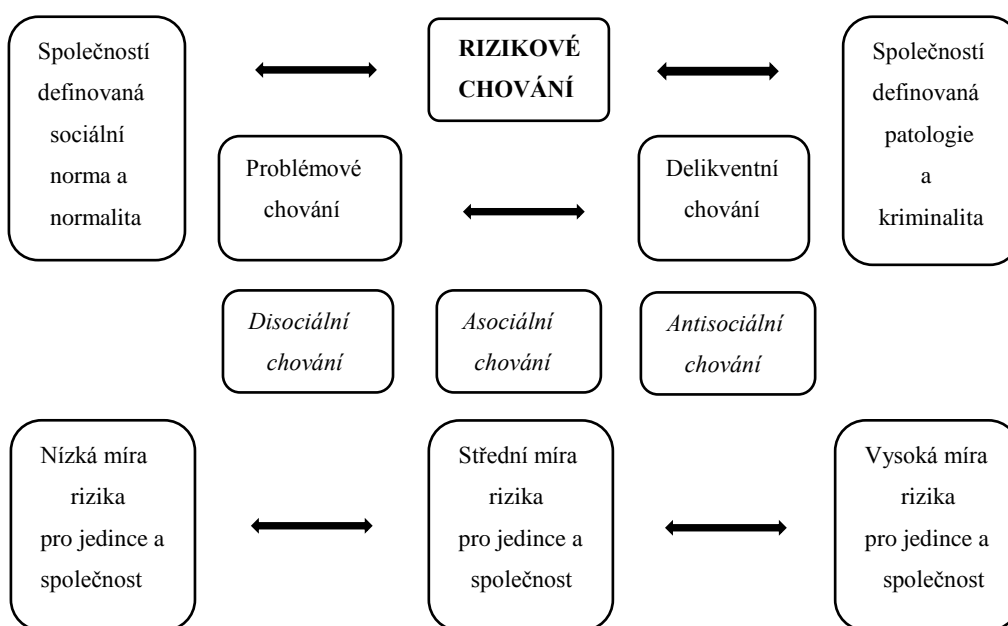 Společností
definovaná
sociální
norma a
normalita
RIZIKOVÉ
CHOVÁNÍ
Společností
definovaná
patologie
a
kriminalita
Problémové
chování
Delikventní
chování
Disociální
chování
Asociální
chování
Antisociální
chování
Nízká míra
rizika
pro jedince a
společnost
Střední míra
rizika
pro jedince a
společnost
Vysoká míra
rizika
pro jedince a
společnost